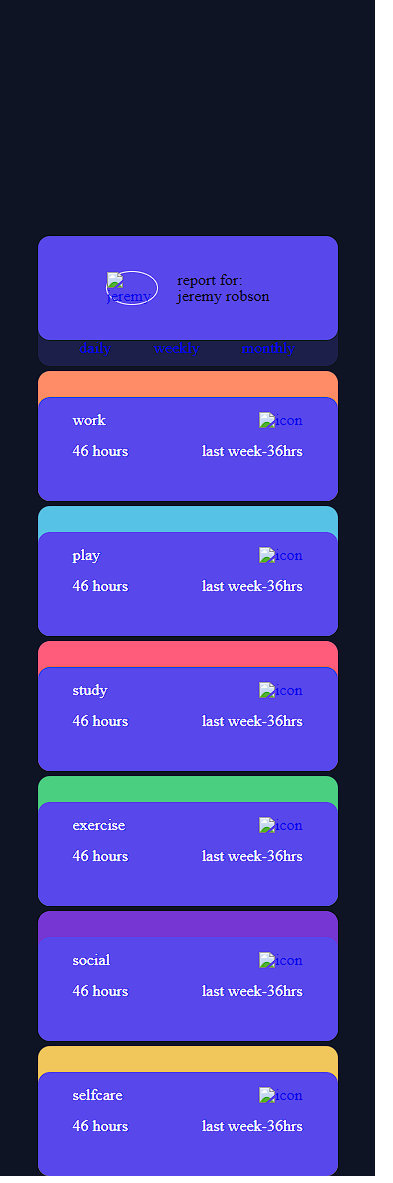 report for:
jeremy
jeremy robson
daily weekly monthly
work icon
46 hours last week-36hrs
play icon
46 hours last week-36hrs
study icon
46 hours last week-36hrs
exercise icon
46 hours last week-36hrs
social icon
46 hours last week-36hrs
selfcare icon
46 hours last week-36hrs